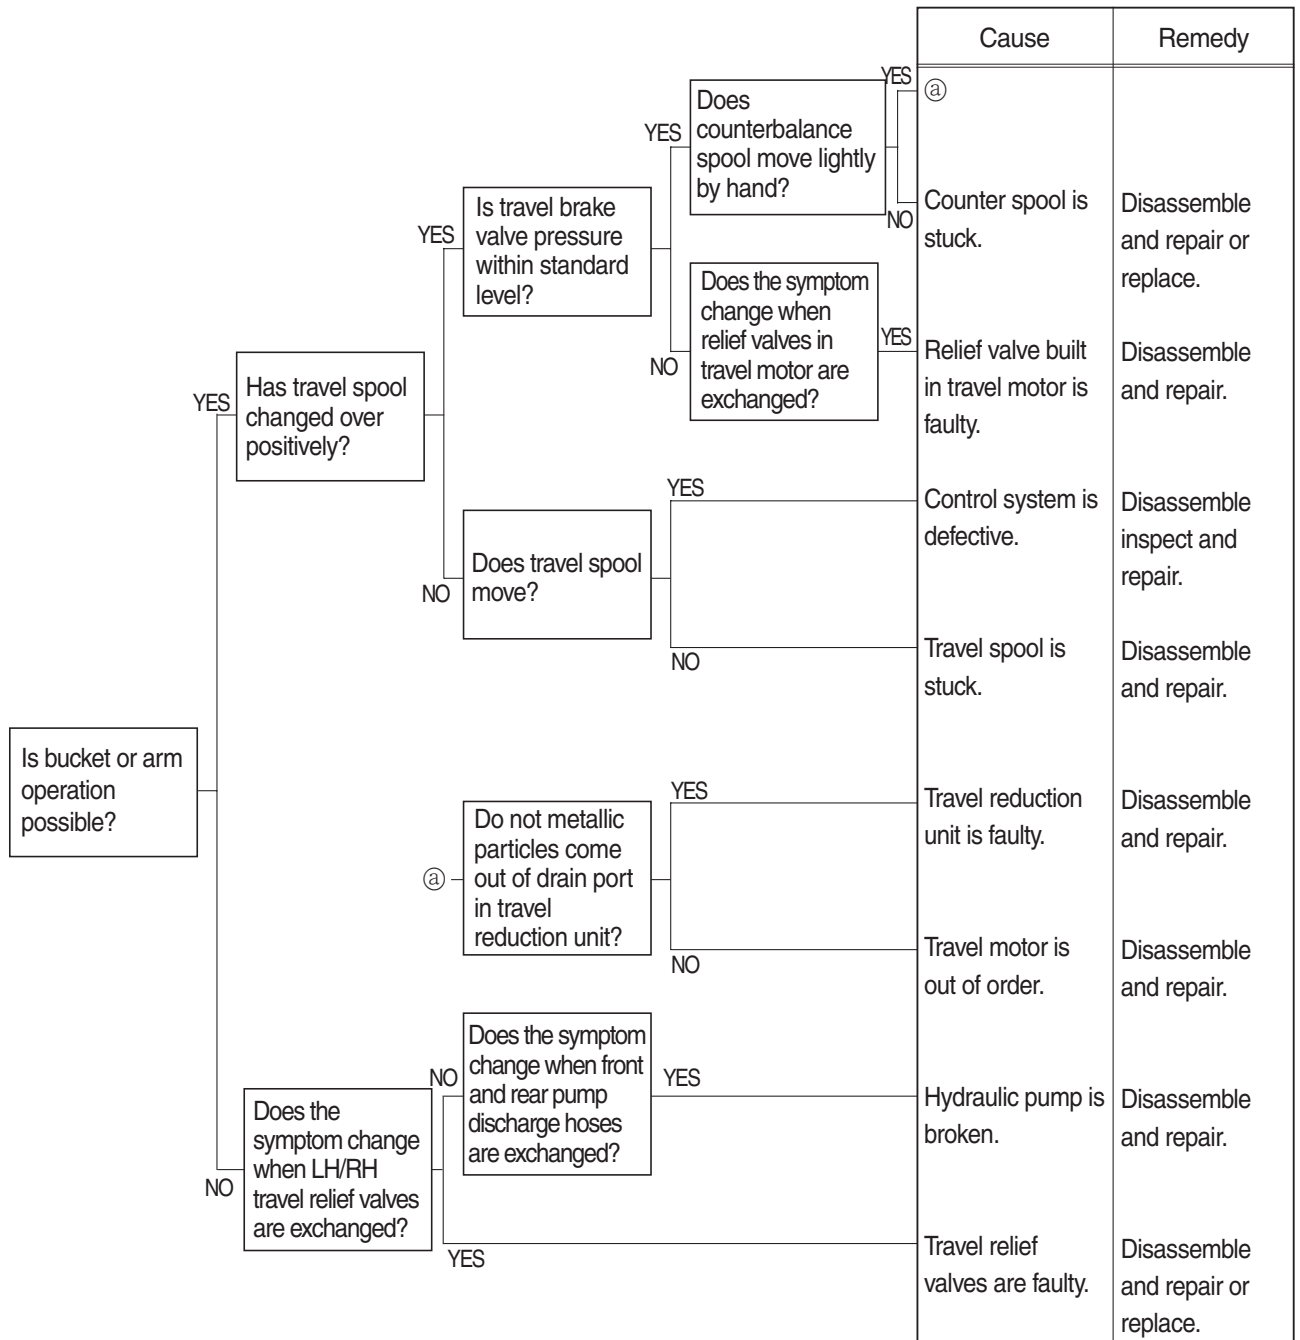 Cause
Remedy
YES
ⓐ
Does
counterbalance
spool move lightly
by hand?
YES
NO
Counter spool is
stuck.
Disassemble
and repair or
replace.
Is travel brake
valve pressure
within standard
level?
YES
Does the symptom
change when
relief valves in
travel motor are
exchanged?
YES
NO
Relief valve built
in travel motor is
faulty.
Disassemble
and repair.
Has travel spool
changed over
positively?
YES
YES
Control system is
defective.
Disassemble
inspect and
repair.
Does travel spool
move?
NO
NO
Travel spool is
stuck.
Disassemble
and repair.
Is bucket or arm
operation
possible?
YES
Travel reduction
unit is faulty.
Disassemble
and repair.
ⓐ
Do not metallic
particles come
out of drain port
in travel
reduction unit?
NO
Travel motor is
out of order.
Disassemble
and repair.
Does the symptom
change when front
and rear pump
discharge hoses
are exchanged?
NO
YES
Hydraulic pump is
broken.
Disassemble
and repair.
Does the
symptom change
when LH/RH
travel relief valves
are exchanged?
NO
YES
Travel relief
valves are faulty.
Disassemble
and repair or
replace.